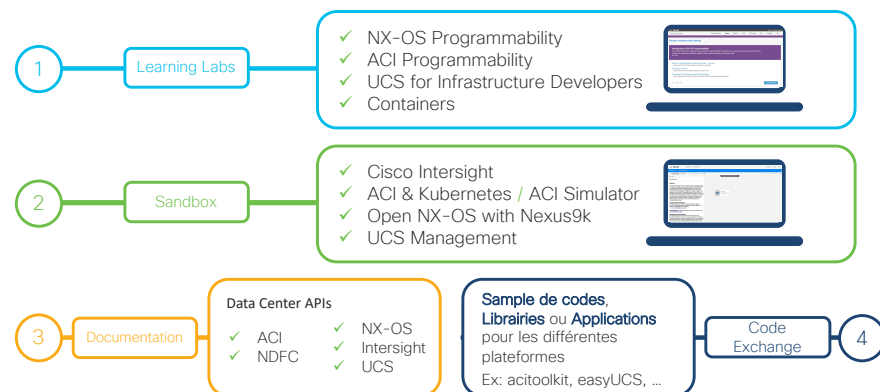 1
Learning Labs
✓ NX-OS Programmability
✓ ACI Programmability
✓ UCS for Infrastructure Developers
✓ Containers
2
Sandbox
✓ Cisco Intersight
✓ ACI & Kubernetes / ACI Simulator
✓ Open NX-OS with Nexus9k
✓ UCS Management
3
Documentation
Data Center APIs
✓ ACI
✓ NDFC
✓ NX-OS
✓ Intersight
✓ UCS
Sample de codes,
Librairies ou Applications
pour les différentes
plateformes
Ex: acitoolkit, easyUCS, ...
Code
Exchange
4